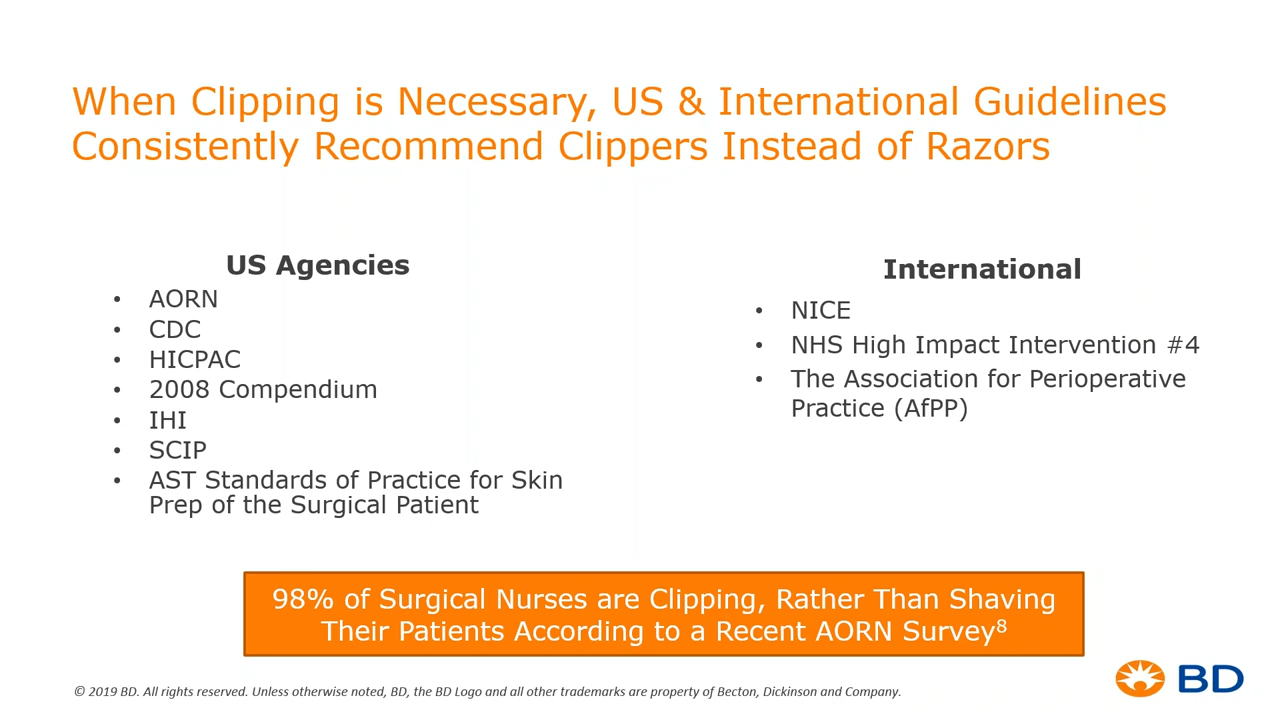 When Clipping is Necessary, US & International Guidelines
Consistently Recommend Clippers Instead of Razors
US Agencies
• AORN
• CDC
• HICPAC
• 2008 Compendium
• IHI
• SCIP
• AST Standards of Practice for Skin
Prep of the Surgical Patient
International
• NICE
• NHS High Impact Intervention #4
• The Association for Perioperative
Practice (AfPP)
98% of Surgical Nurses are Clipping, Rather Than Shaving
Their Patients According to a Recent AORN Survey⁸
© 2019 BD. All rights reserved. Unless otherwise noted, BD, the BD Logo and all other trademarks are property of Becton, Dickinson and Company.
BD